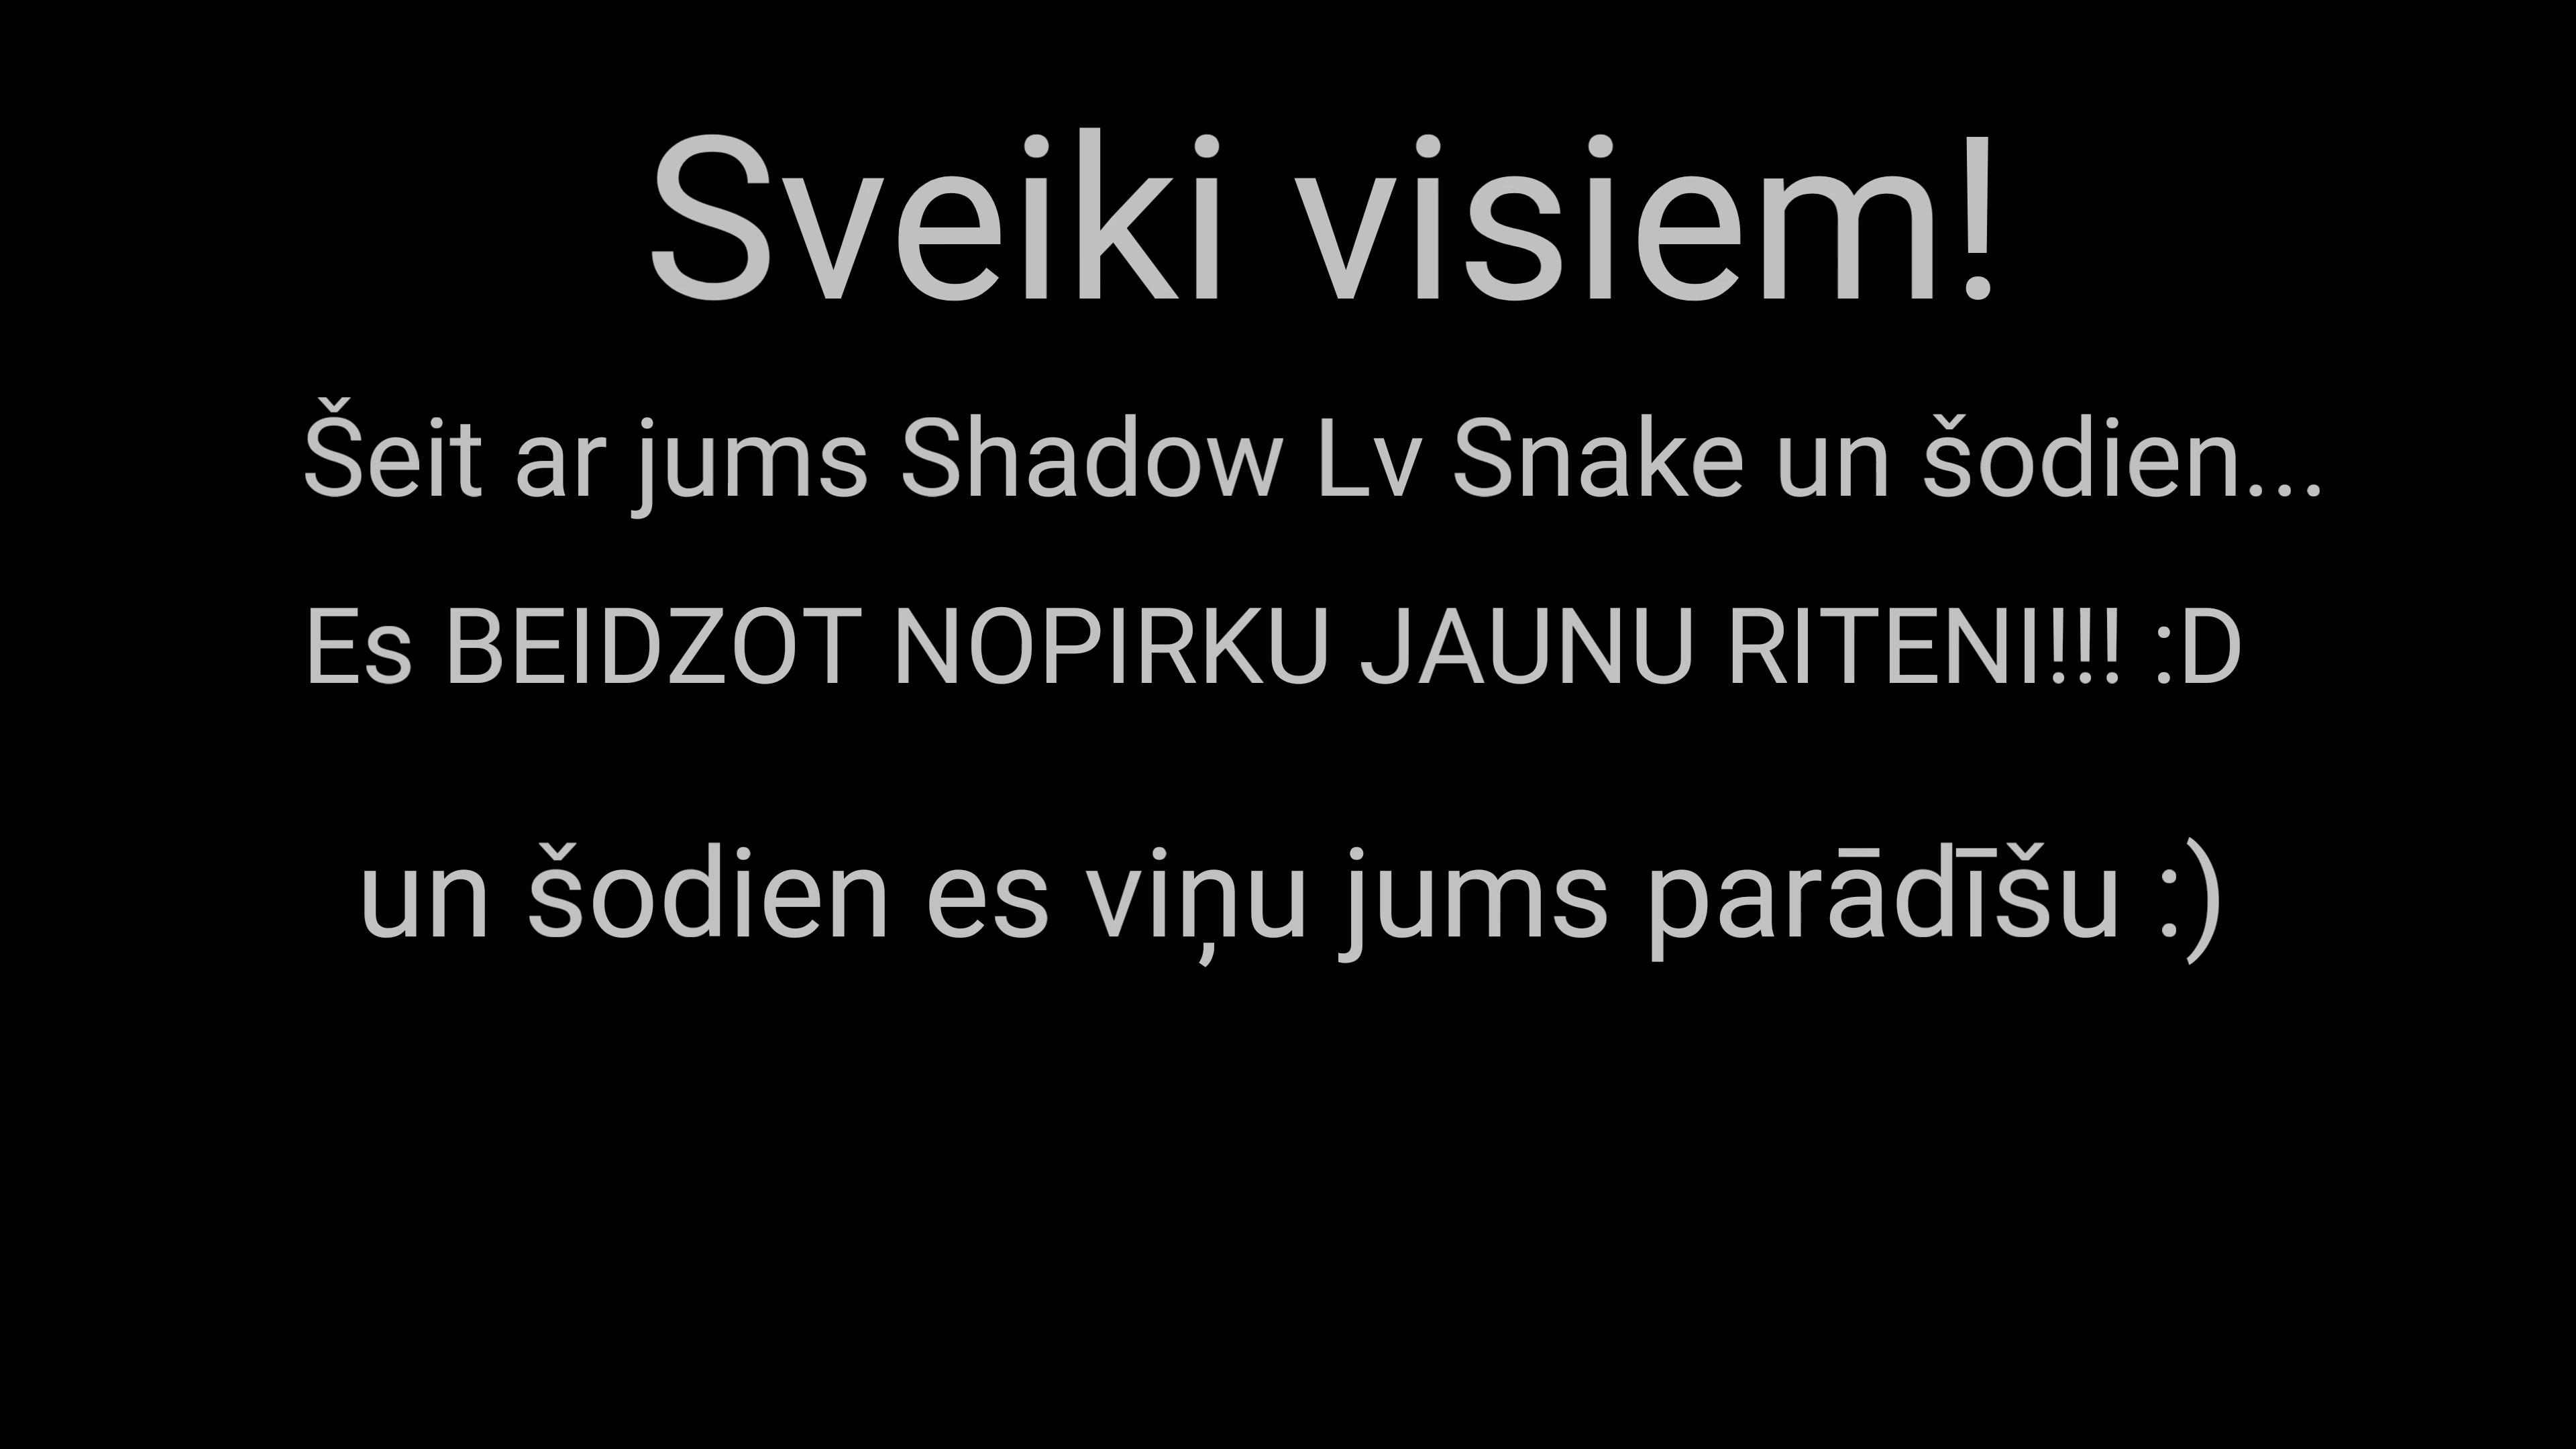 Sveiki visiem!
Šeit ar jums Shadow Lv Snake un šodien...
Es BEIDZOT NOPIRKU JAUNU RITENI!!! :D
un šodien es viņu jums parādīšu :)